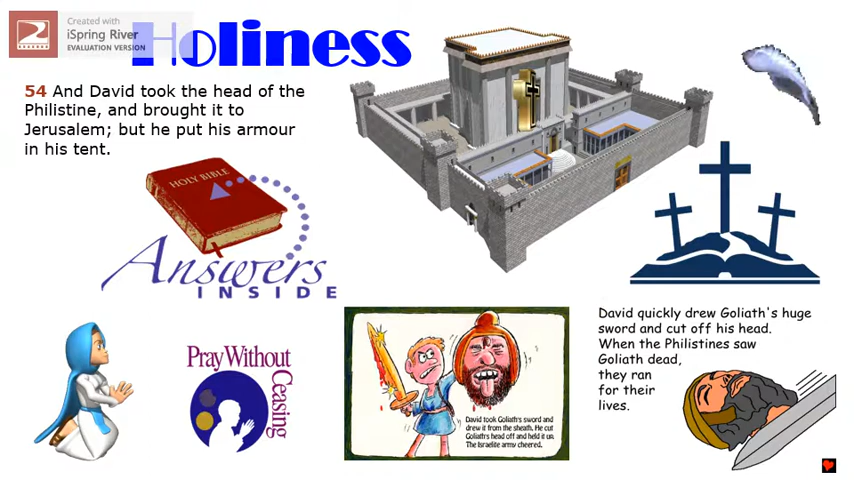 Created with
iSpring River
EVALUATION VERSION
Holiness
54 And David took the head of the
Philistine, and brought it to
Jerusalem; but he put his armour
in his tent.
HOLY BIBLE
Answers
INSIDE
Pray Without
Ceasing
David took Goliath's sword and
drew it from the sheath. He cut
Goliath's head off and held it up.
The Israelite army cheered.
David quickly drew Goliath's huge
sword and cut off his head.
When the Philistines saw
Goliath dead,
they ran
for their
lives.